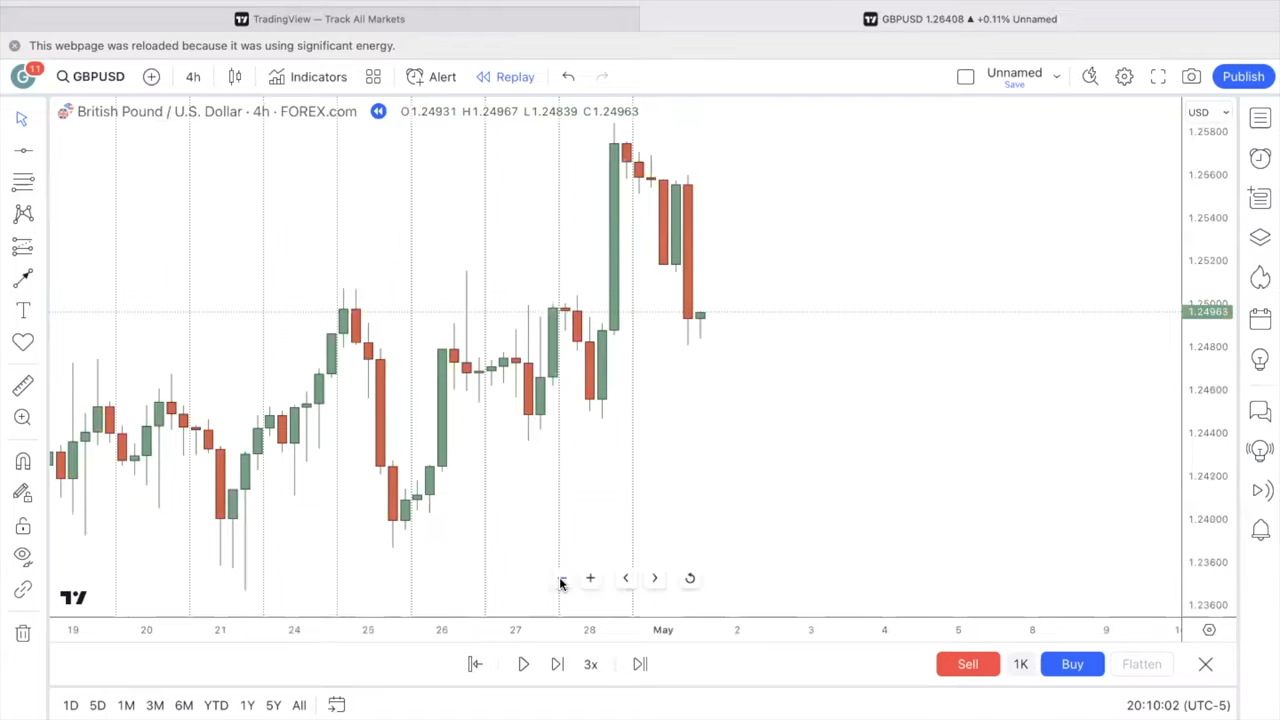 TradingView — Track All Markets
GBPUSD 1.26408 ▲ +0.11% Unnamed
This webpage was reloaded because it was using significant energy.
G 11 GBPUSD 4h Indicators Alert Replay Unnamed Publish
Save
British Pound / U.S. Dollar · 4h · FOREX.com O1.24931 H1.24967 L1.24839 C1.24963 USD
1.25800
1.25600
1.25400
1.25200
1.25000
1.24963
1.24800
1.24600
1.24400
1.24200
1.24000
1.23800
1.23600
19 20 21 24 25 26 27 28 May 2 3 4 5 8 9
3x Sell 1K Buy Flatten
1D 5D 1M 3M 6M YTD 1Y 5Y All 20:10:02 (UTC-5)